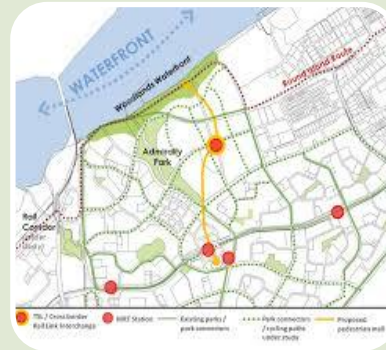 WATERFRONT
Woodlands Waterfront
Round Island Route
Admiralty
Park
Rail
Corridor
TEL / Cross border
Rail Link Interchange
MRT Station
Existing parks /
park connectors
Park connectors
/ cycling paths
under study
Proposed
pedestrian mall